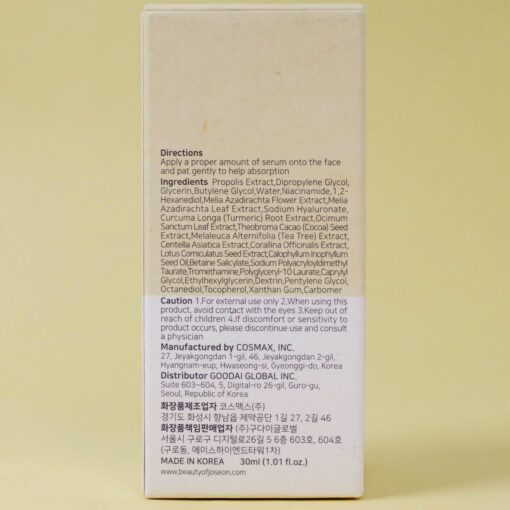 Directions
Apply a proper amount of serum onto the face
and pat gently to help absorption
Ingredients Propolis Extract,Dipropylene Glycol,
Glycerin,Butylene Glycol,Water,Niacinamide,1,2-
Hexanediol,Melia Azadirachta Flower Extract,Melia
Azadirachta Leaf Extract,Sodium Hyaluronate,
Curcuma Longa (Turmeric) Root Extract,Ocimum
Sanctum Leaf Extract,Theobroma Cacao (Cocoa) Seed
Extract,Melaleuca Alternifolia (Tea Tree) Extract,
Centella Asiatica Extract,Corallina Officinalis Extract,
Lotus Corniculatus Seed Extract,Calophyllum Inophyllum
Seed Oil,Betaine Salicylate,Sodium Polyacryloyldimethyl
Taurate,Tromethamine,Polyglyceryl-10 Laurate,Caprylyl
Glycol,Ethylhexylglycerin,Dextrin,Pentylene Glycol,
Octanediol,Tocopherol,Xanthan Gum,Carbomer
Caution 1.For external use only 2.When using this
product, avoid contact with the eyes 3.Keep out of
reach of children 4.If discomfort or sensitivity to
product occurs, please discontinue use and consult
a physician
Manufactured by COSMAX, INC.
27, Jeyakgongdan 1-gil, 46, Jeyakgongdan 2-gil,
Hyangnam-eup, Hwaseong-si, Gyeonggi-do, Korea
Distributor GOODAI GLOBAL INC.
Suite 603~604, 5, Digital-ro 26-gil, Guro-gu,
Seoul, Republic of Korea
화장품제조업자 코스맥스(주)
경기도 화성시 향남읍 제약공단 1길 27, 2길 46
화장품책임판매업자 (주)구다이글로벌
서울시 구로구 디지털로26길 5 6층 603호, 604호
(구로동, 에이스하이엔드타워1차)
MADE IN KOREA 30ml (1.01 fl.oz.)
www.beautyofjoseon.com